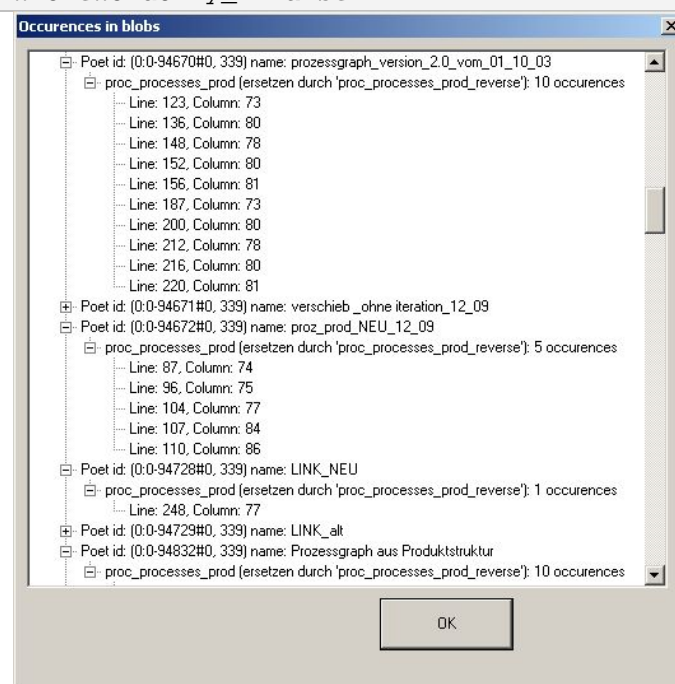 Occurences in blobs
Poet id: (0:0-94670#0, 339) name: prozessgraph_version_2.0_vom_01_10_03
proc_processes_prod (ersetzen durch 'proc_processes_prod_reverse'): 10 occurences
Line: 123, Column: 73
Line: 136, Column: 80
Line: 148, Column: 78
Line: 152, Column: 80
Line: 156, Column: 81
Line: 187, Column: 73
Line: 200, Column: 80
Line: 212, Column: 78
Line: 216, Column: 80
Line: 220, Column: 81
Poet id: (0:0-94671#0, 339) name: verschieb _ohne iteration_12_09
Poet id: (0:0-94672#0, 339) name: proz_prod_NEU_12_09
proc_processes_prod (ersetzen durch 'proc_processes_prod_reverse'): 5 occurences
Line: 87, Column: 74
Line: 96, Column: 75
Line: 104, Column: 77
Line: 107, Column: 84
Line: 110, Column: 86
Poet id: (0:0-94728#0, 339) name: LINK_NEU
proc_processes_prod (ersetzen durch 'proc_processes_prod_reverse'): 1 occurences
Line: 248, Column: 77
Poet id: (0:0-94729#0, 339) name: LINK_alt
Poet id: (0:0-94832#0, 339) name: Prozessgraph aus Produktstruktur
proc_processes_prod (ersetzen durch 'proc_processes_prod_reverse'): 10 occurences
OK